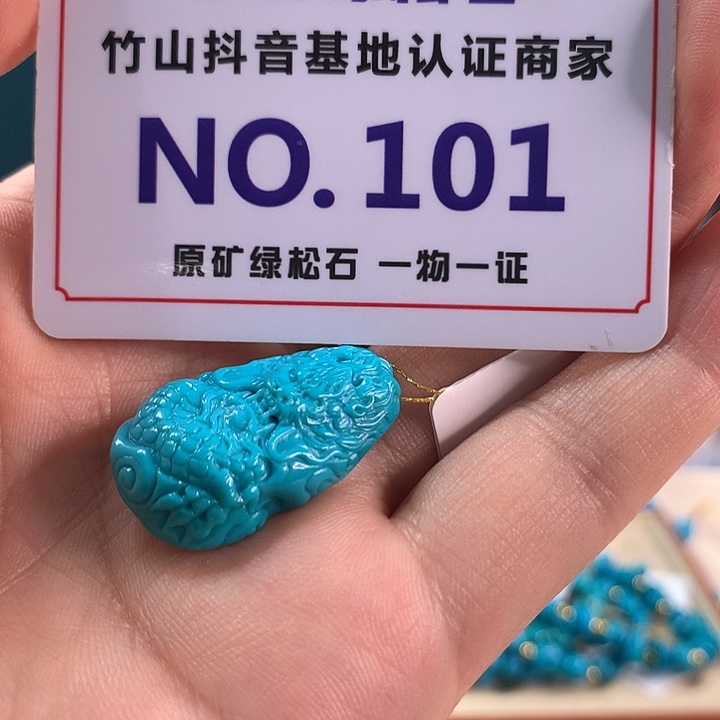 竹山抖音基地认证商家
NO.101
原矿绿松石 一物一证